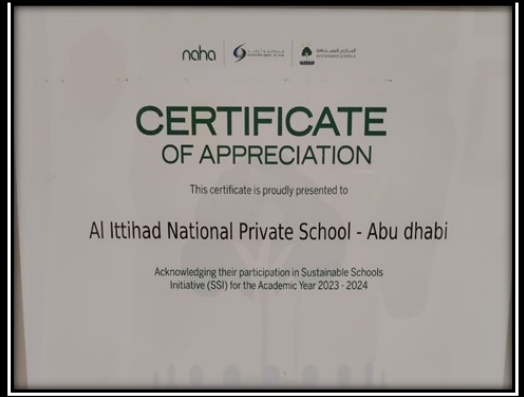 naha
CERTIFICATE
OF APPRECIATION
This certificate is proudly presented to
Al Ittihad National Private School - Abu dhabi
Acknowledging their participation in Sustainable Schools
Initiative (SSI) for the Academic Year 2023 - 2024